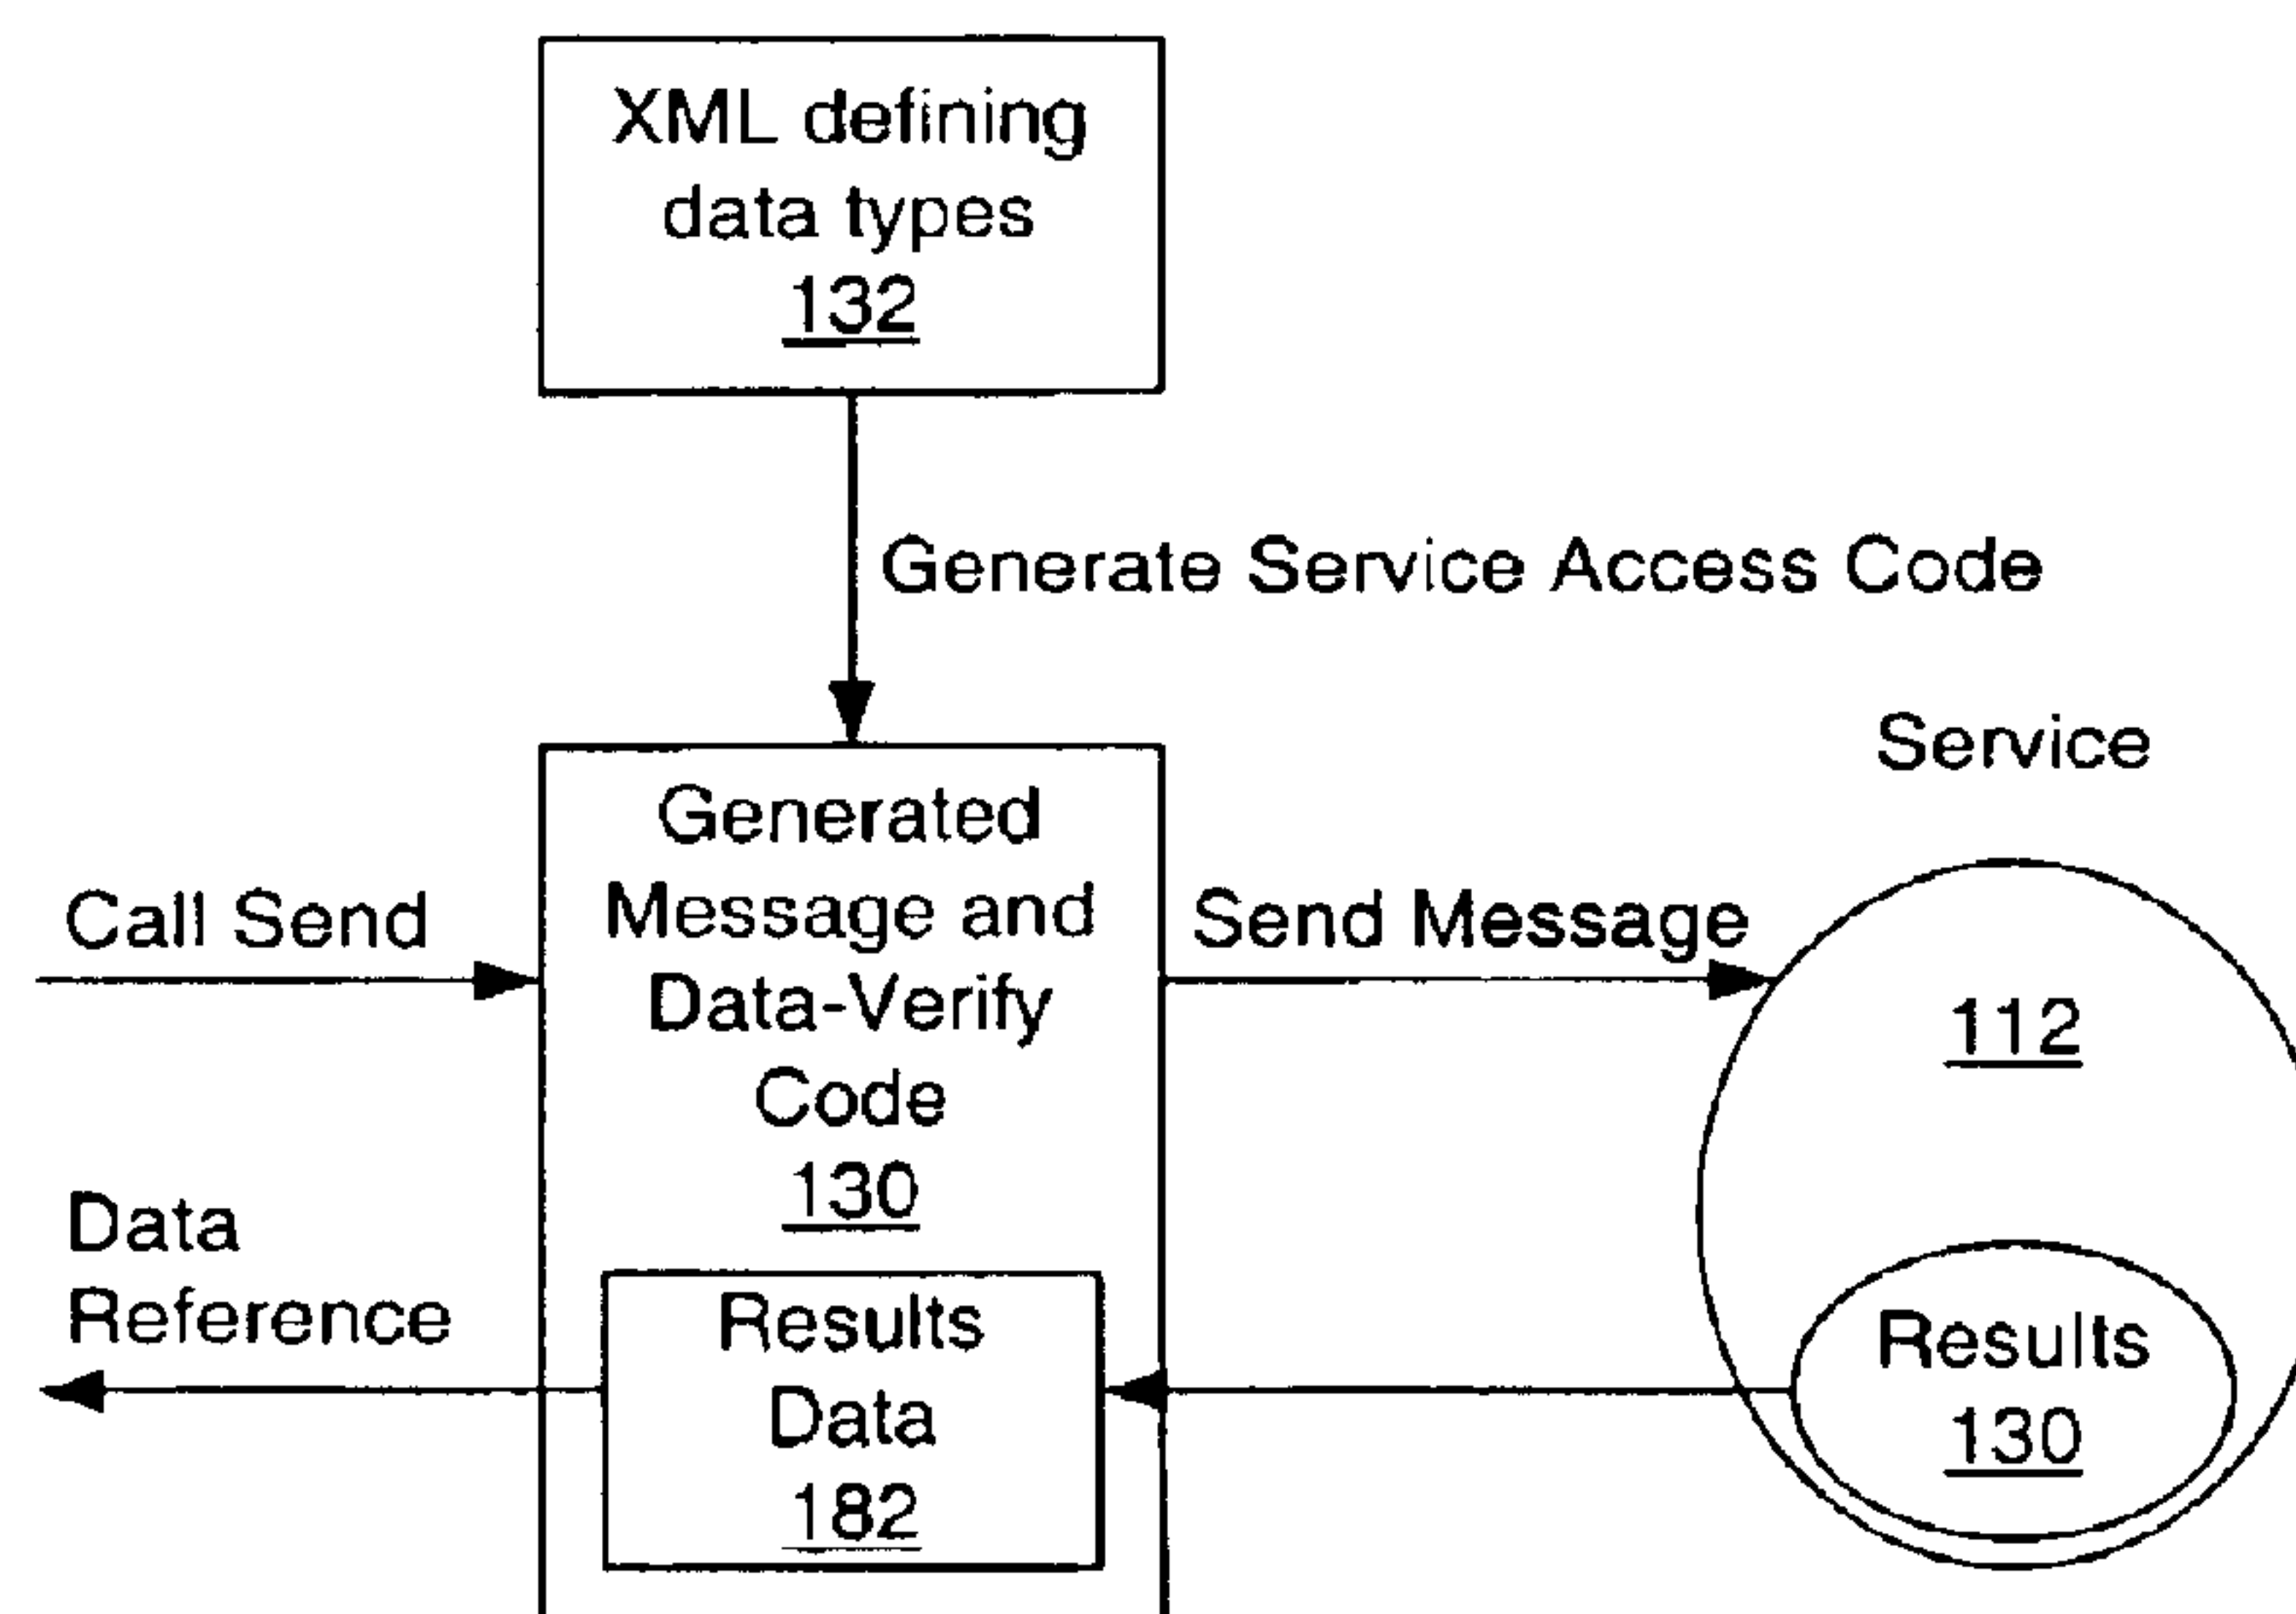 XML defining
data types
132
Generate Service Access Code
Service
Generated
Message and
Data-Verify
Code
130
Call Send
Send Message
112
Data
Reference
Results
Data
182
Results
130